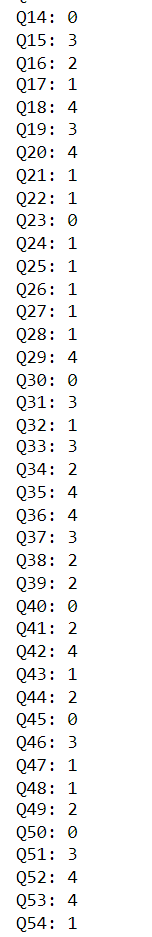 Q14: 0
Q15: 3
Q16: 2
Q17: 1
Q18: 4
Q19: 3
Q20: 4
Q21: 1
Q22: 1
Q23: 0
Q24: 1
Q25: 1
Q26: 1
Q27: 1
Q28: 1
Q29: 4
Q30: 0
Q31: 3
Q32: 1
Q33: 3
Q34: 2
Q35: 4
Q36: 4
Q37: 3
Q38: 2
Q39: 2
Q40: 0
Q41: 2
Q42: 4
Q43: 1
Q44: 2
Q45: 0
Q46: 3
Q47: 1
Q48: 1
Q49: 2
Q50: 0
Q51: 3
Q52: 4
Q53: 4
Q54: 1